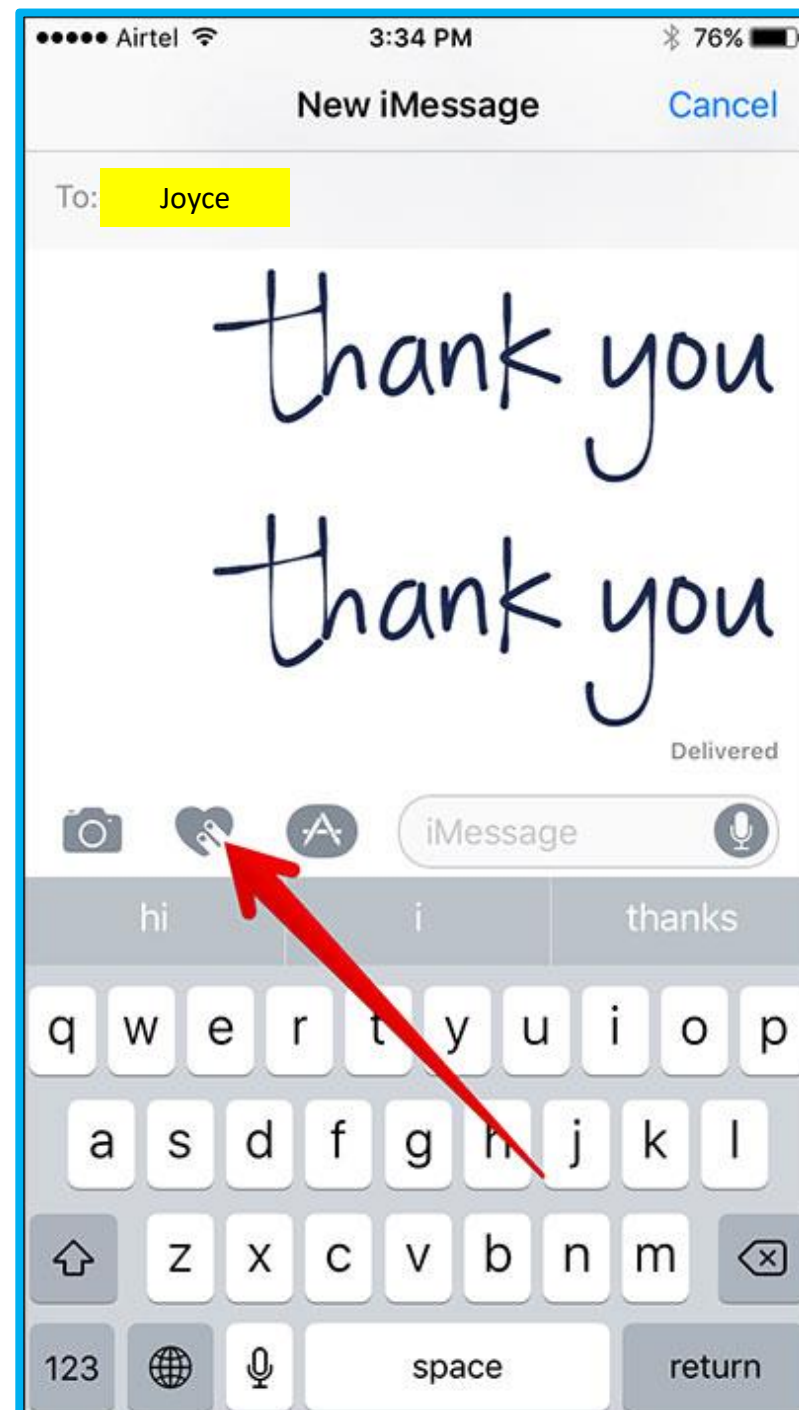 Airtel 3:34 PM 76%
New iMessage Cancel
To: Joyce
thank you
thank you
Delivered
iMessage
hi i thanks
q w e r t y u i o p
a s d f g h j k l
z x c v b n m
123 space return